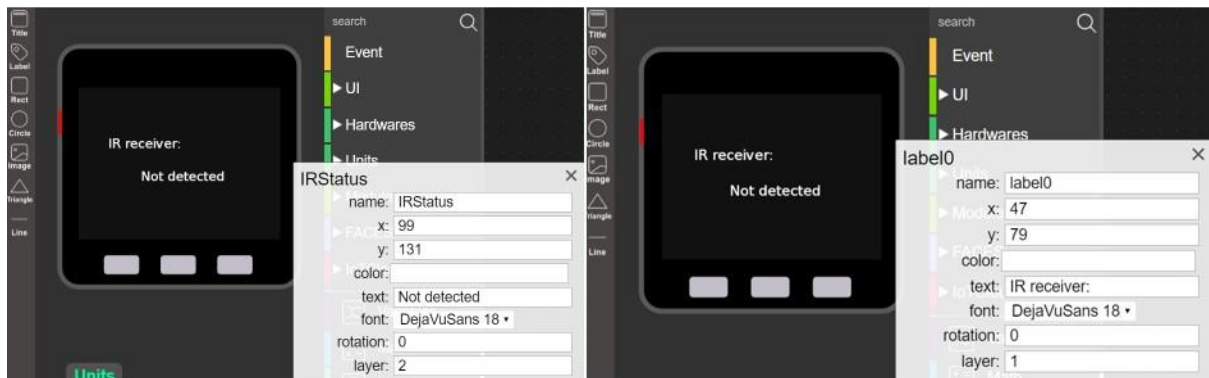 Title
Label
Rect
Circle
Image
Triangle
Line
IR receiver:
Not detected
search
Event
UI
Hardwares
Units
FACES
Units
IRStatus
×
name: IRStatus
x: 99
y: 131
color:
text: Not detected
font: DejaVuSans 18
rotation: 0
layer: 2
Title
Label
Rect
Circle
Image
Triangle
Line
IR receiver:
Not detected
search
Event
UI
Hardwares
Units
label0
×
name: label0
x: 47
y: 79
color:
text: IR receiver:
font: DejaVuSans 18
rotation: 0
layer: 1